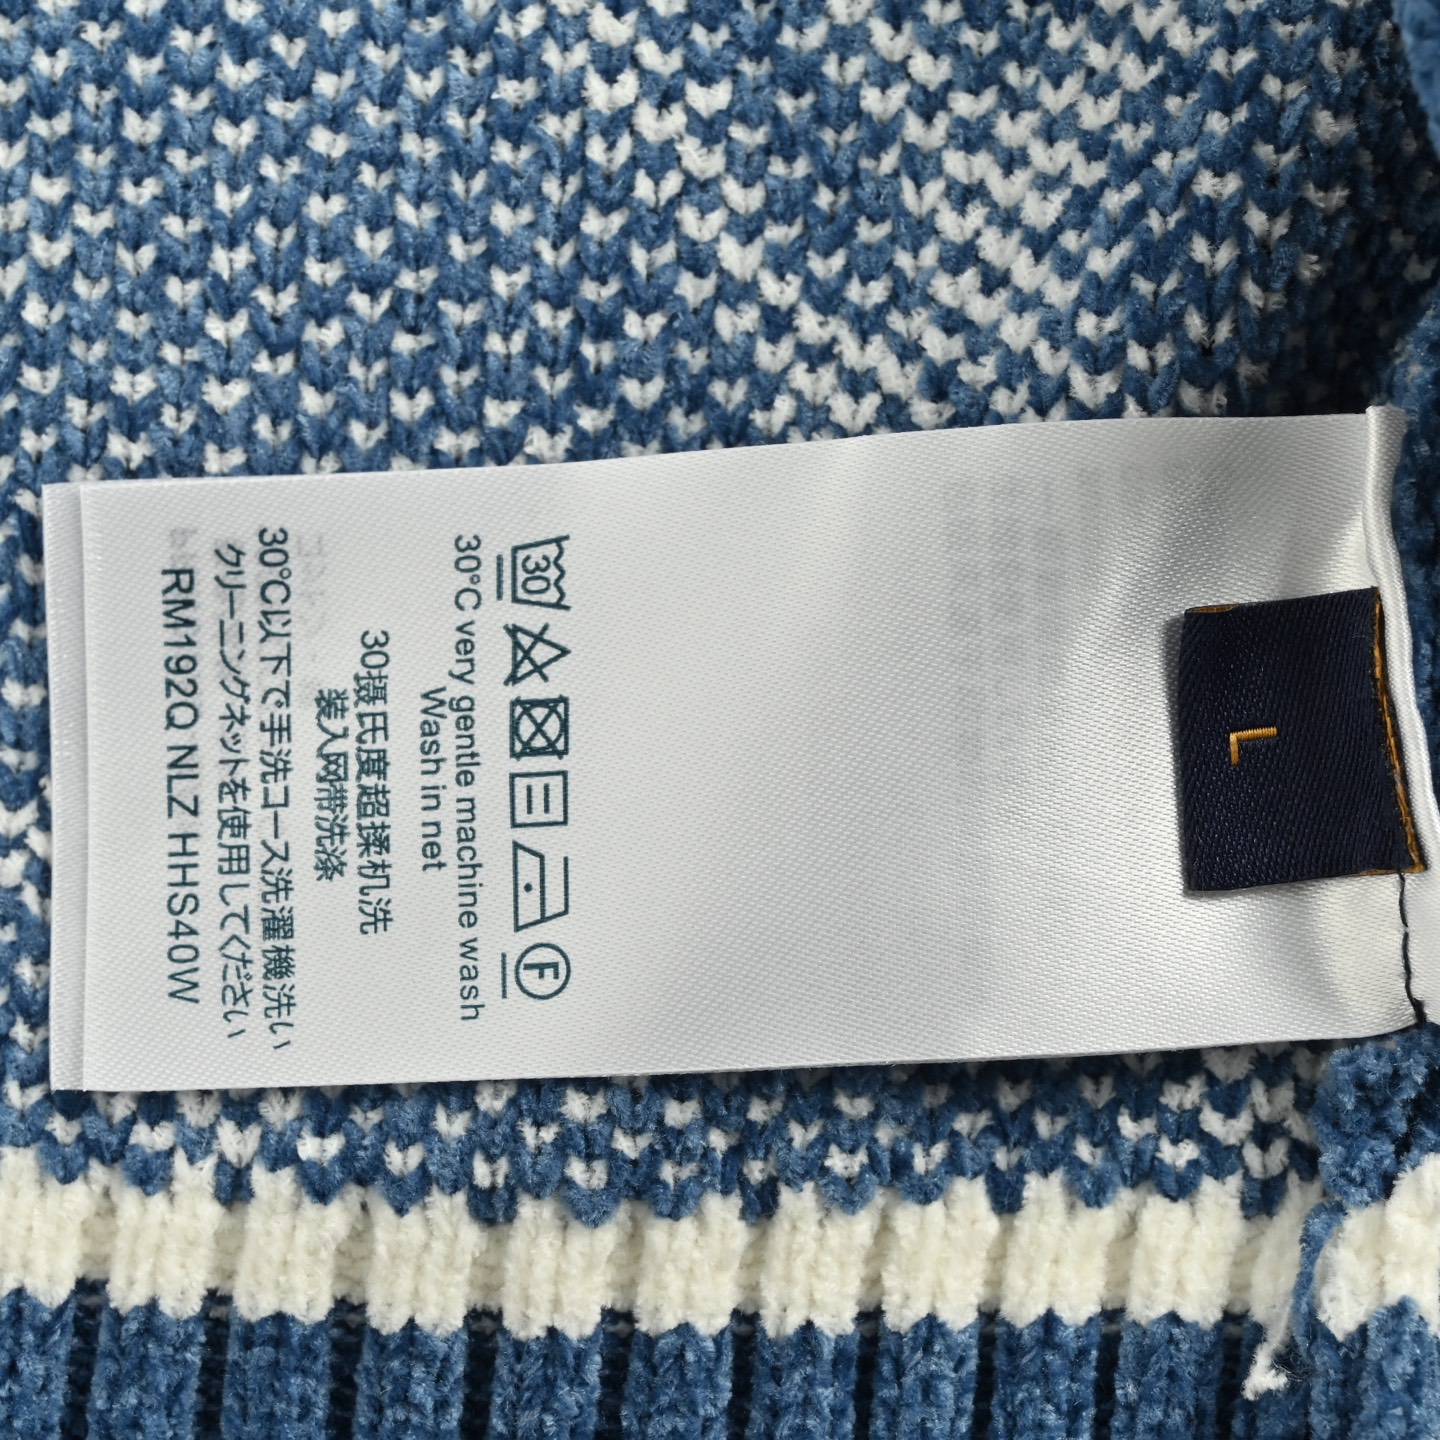 30 F
30°C very gentle machine wash
Wash in net
30摄氏度超揉机洗
装入网带洗涤
30℃以下で手洗コース洗濯機洗い
クリーニングネットを使用してください
RM192Q NLZ HHS40W
L